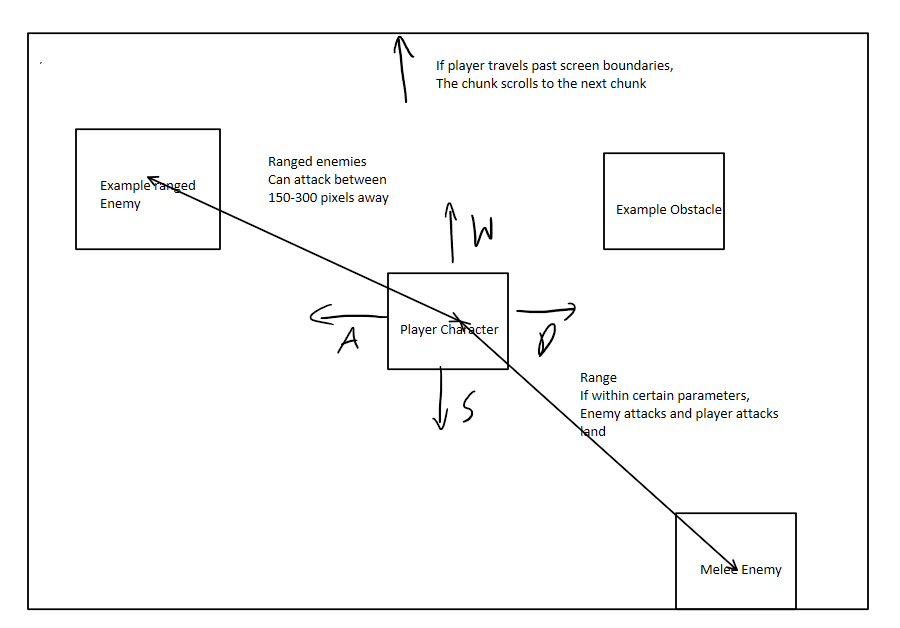 If player travels past screen boundaries,
The chunk scrolls to the next chunk
Ranged enemies
Can attack between
150-300 pixels away
Example ranged
Enemy
Example Obstacle
W
Player Character
A
D
S
Range
If within certain parameters,
Enemy attacks and player attacks
land
Melee Enemy